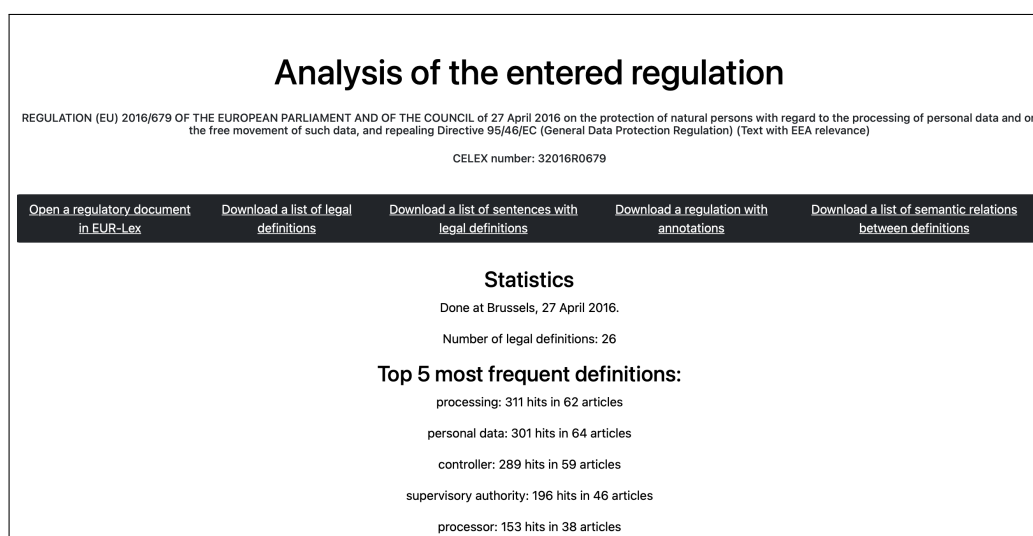 Analysis of the entered regulation
REGULATION (EU) 2016/679 OF THE EUROPEAN PARLIAMENT AND OF THE COUNCIL of 27 April 2016 on the protection of natural persons with regard to the processing of personal data and
the free movement of such data, and repealing Directive 95/46/EC (General Data Protection Regulation) (Text with EEA relevance)
CELEX number: 32016R0679
Open a regulatory document
in EUR-Lex
Download a list of legal
definitions
Download a list of sentences with
legal definitions
Download a regulation with
annotations
Download a list of semantic relations
between definitions
Statistics
Done at Brussels, 27 April 2016.
Number of legal definitions: 26
Top 5 most frequent definitions:
processing: 311 hits in 62 articles
personal data: 301 hits in 64 articles
controller: 289 hits in 59 articles
supervisory authority: 196 hits in 46 articles
processor: 153 hits in 38 articles